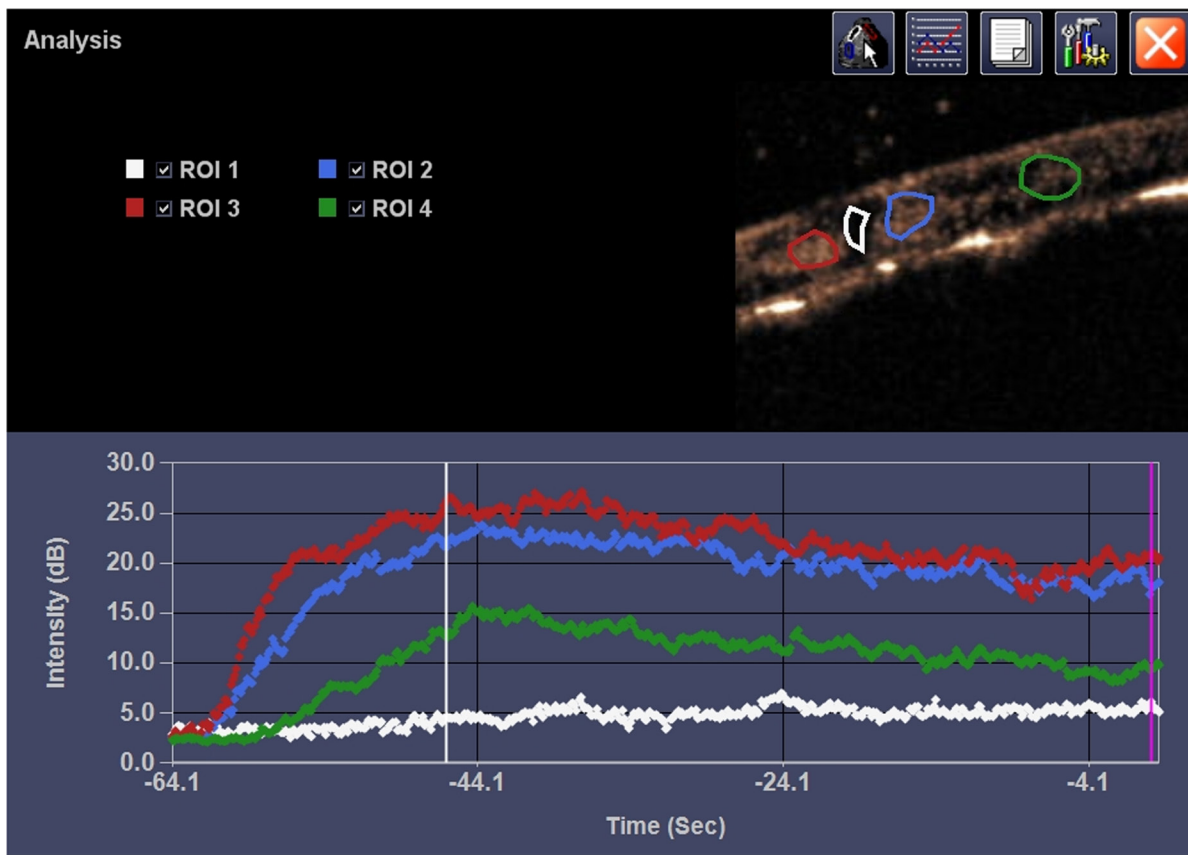 Analysis
ROI 1 ROI 2
ROI 3 ROI 4
30.0
25.0
20.0
15.0
10.0
5.0
0.0
Intensity (dB)
-64.1 -44.1 -24.1 -4.1
Time (Sec)